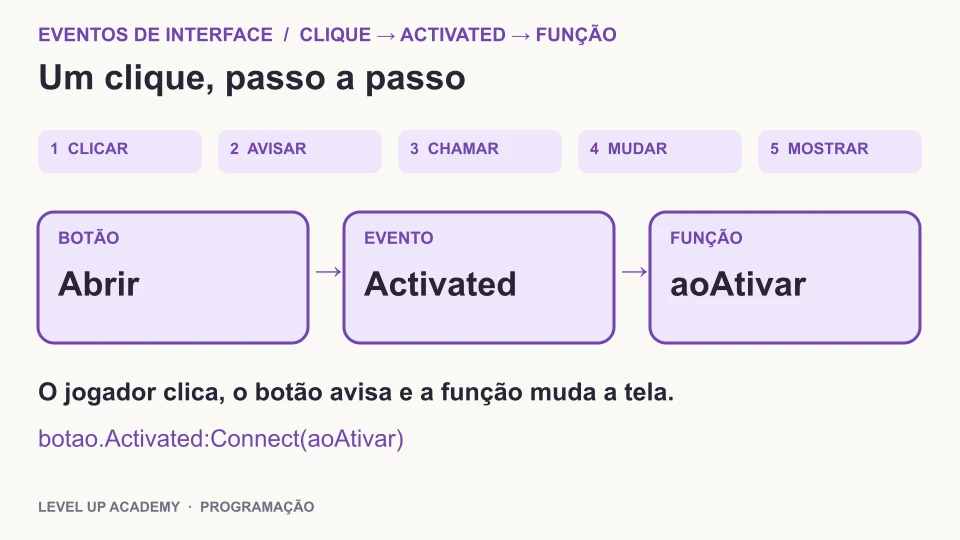 EVENTOS DE INTERFACE / CLIQUE → ACTIVATED → FUNÇÃO
Um clique, passo a passo
1 CLICAR
2 AVISAR
3 CHAMAR
4 MUDAR
5 MOSTRAR
BOTÃO
Abrir
→
EVENTO
Activated
→
FUNÇÃO
aoAtivar
O jogador clica, o botão avisa e a função muda a tela.
botao.Activated:Connect(aoAtivar)
LEVEL UP ACADEMY · PROGRAMAÇÃO